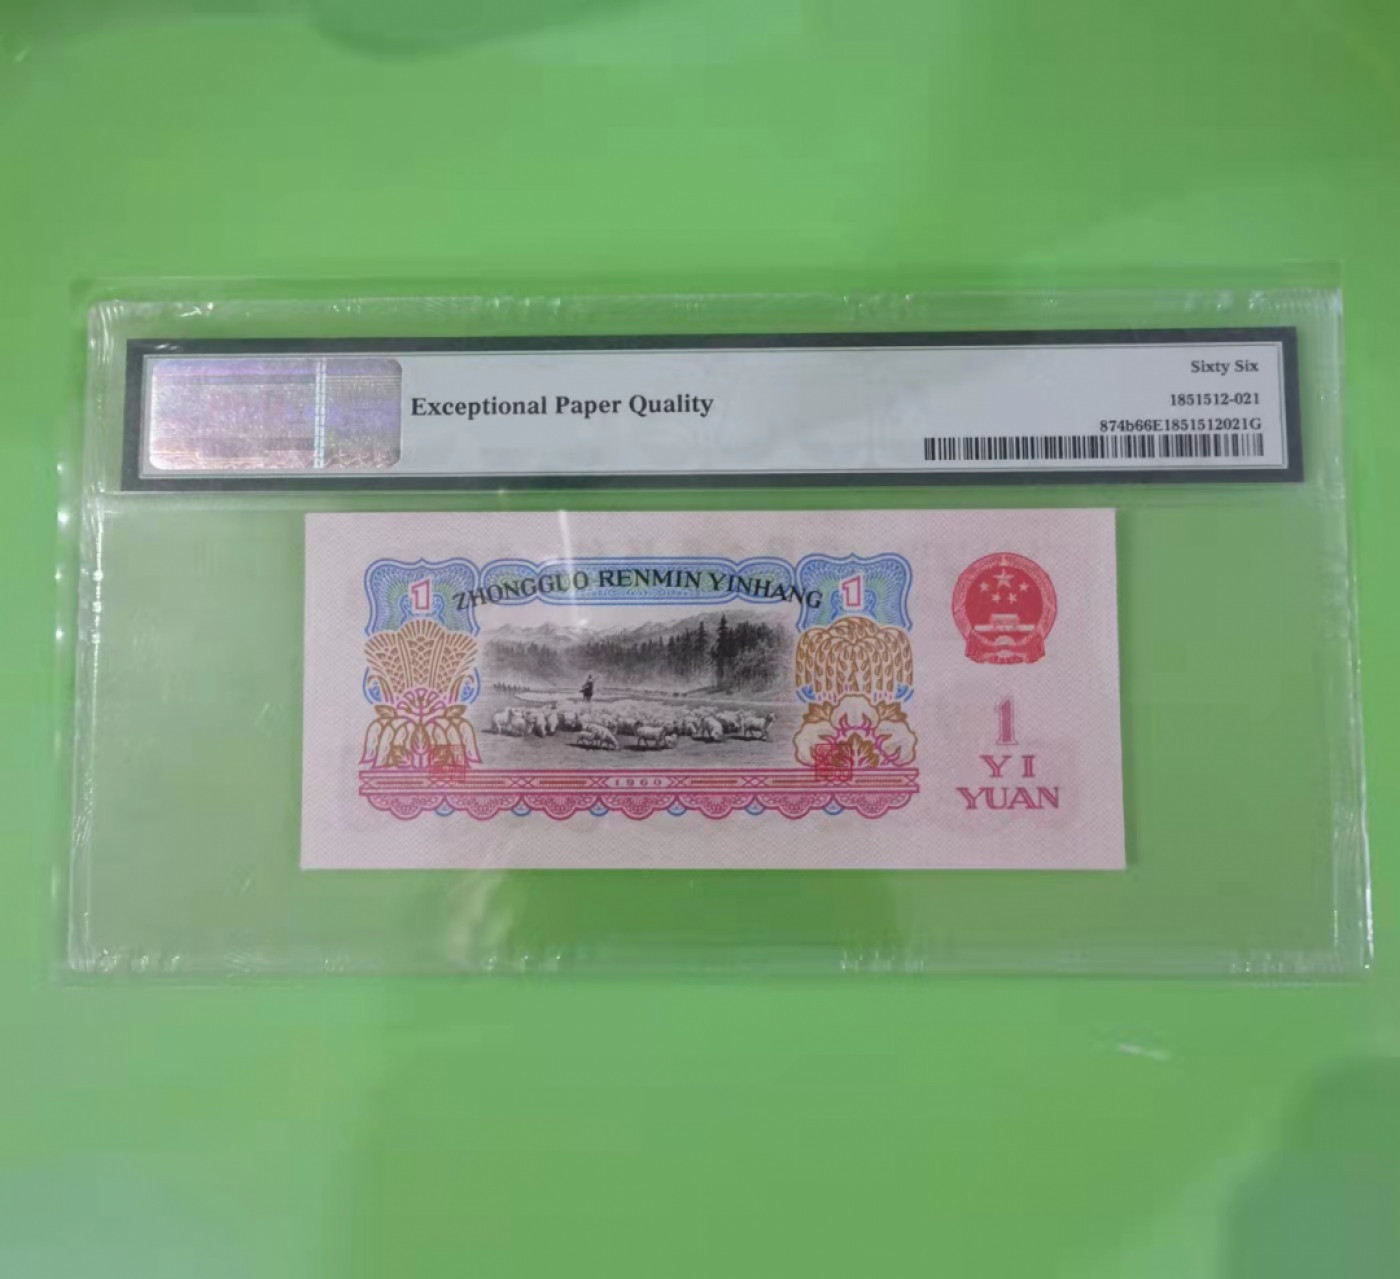 Sixty Six
Exceptional Paper Quality
1851512-021
874b66E1851512021G
1 ZHONGGUO RENMIN YINHANG 1
1960
1
YI
YUAN